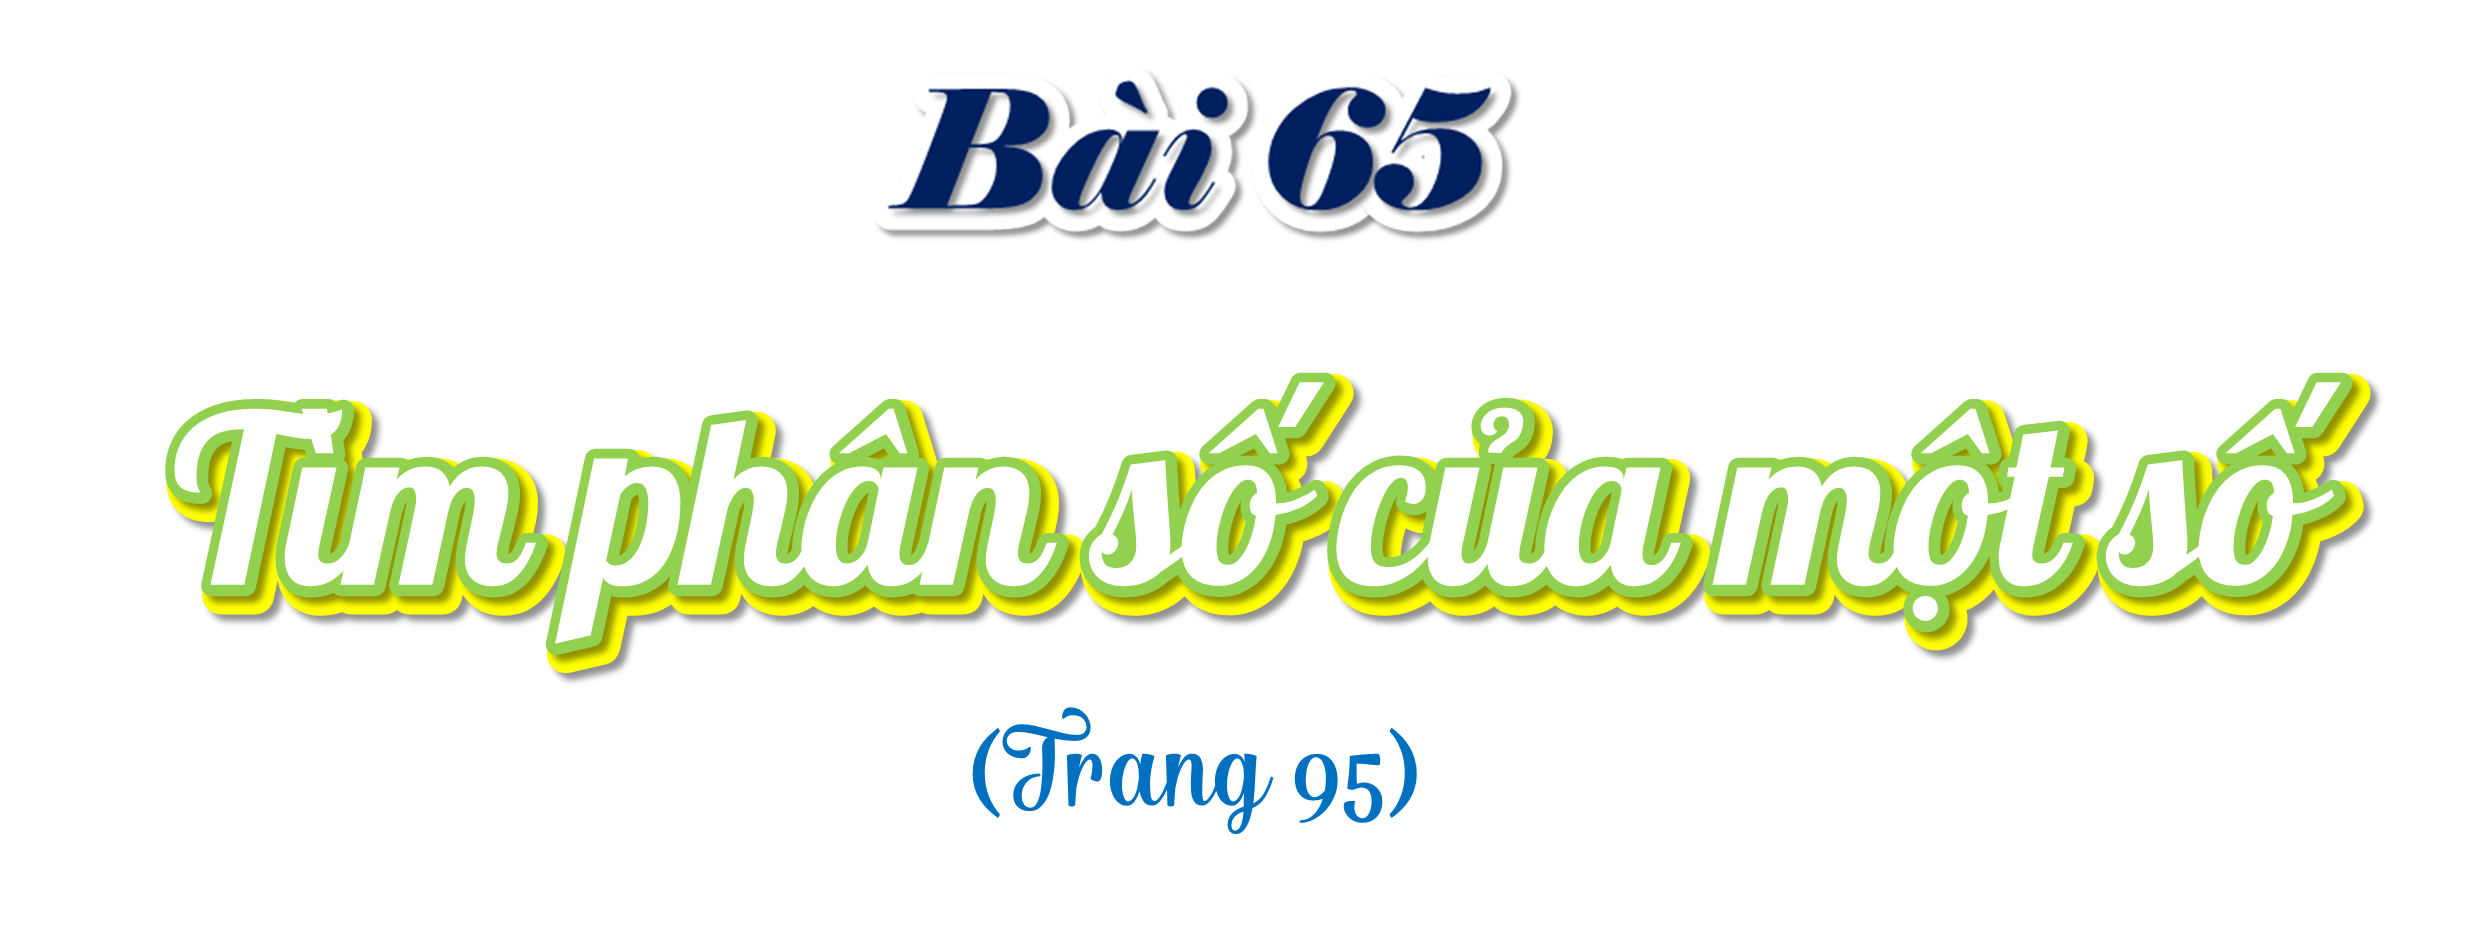 Bài 65
Tìm phân số của một số
(Trang 95)